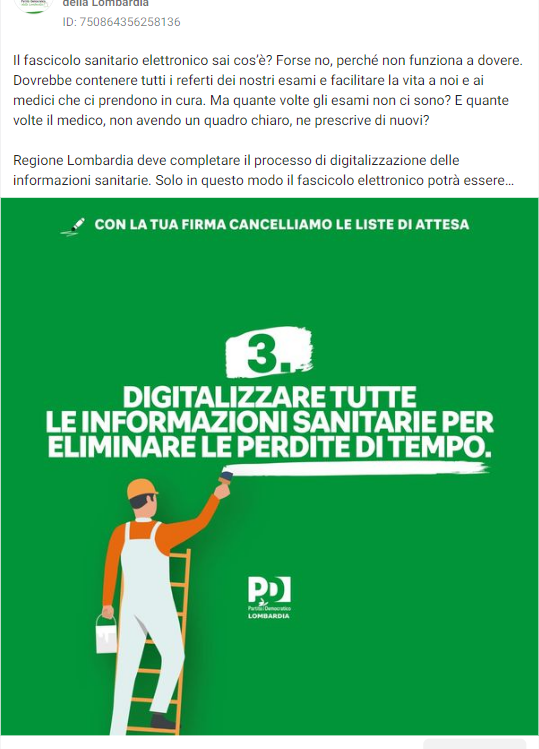 della Lombardia
ID: 750864356258136
Il fascicolo sanitario elettronico sai cos'è? Forse no, perché non funziona a dovere.
Dovrebbe contenere tutti i referti dei nostri esami e facilitare la vita a noi e ai
medici che ci prendono in cura. Ma quante volte gli esami non ci sono? E quante
volte il medico, non avendo un quadro chiaro, ne prescrive di nuovi?
Regione Lombardia deve completare il processo di digitalizzazione delle
informazioni sanitarie. Solo in questo modo il fascicolo elettronico potrà essere...
CON LA TUA FIRMA CANCELLIAMO LE LISTE DI ATTESA
3.
DIGITALIZZARE TUTTE
LE INFORMAZIONI SANITARIE PER
ELIMINARE LE PERDITE DI TEMPO.
PD
Partito Democratico
LOMBARDIA